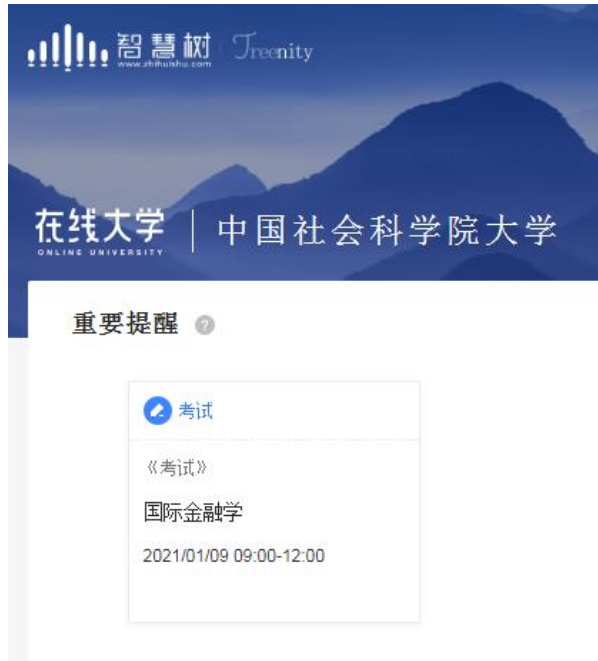 智慧树 Treenity
www.zhihuishu.com
在线大学 中国社会科学院大学
ONLINE UNIVERSITY
重要提醒 ?
考试
《考试》
国际金融学
2021/01/09 09:00-12:00